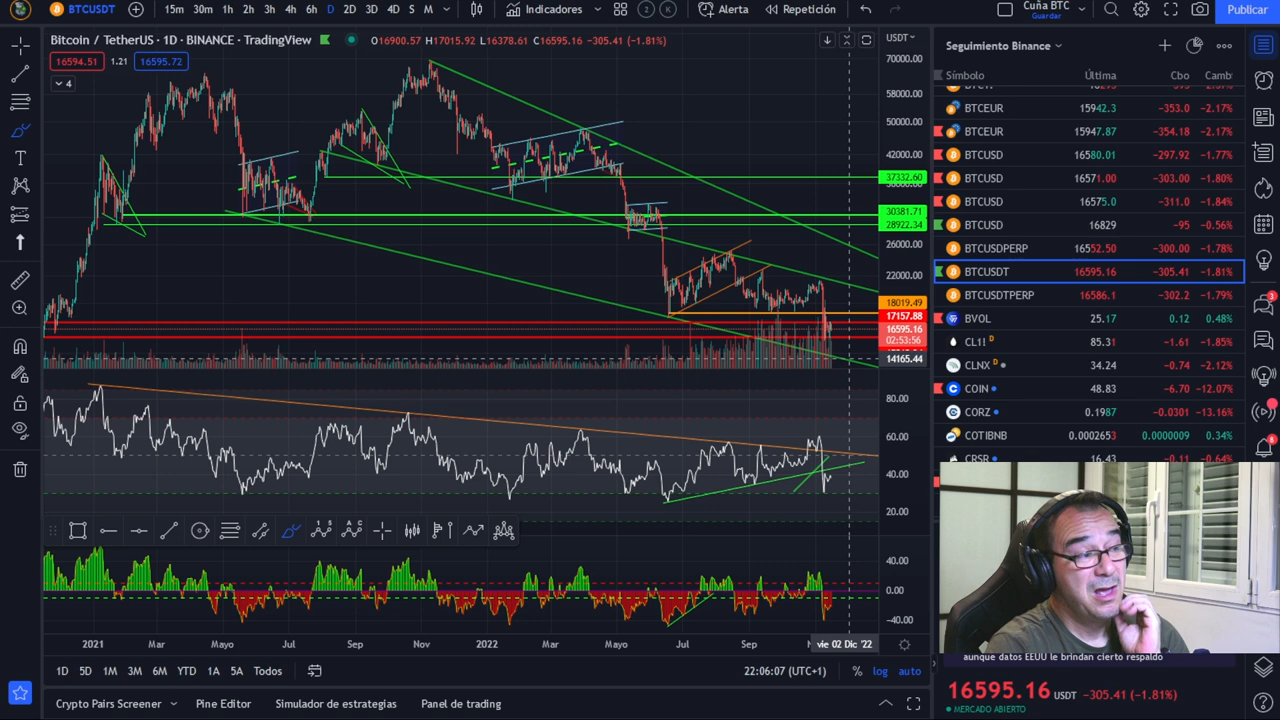 BTCUSDT 15m 30m 1h 2h 3h 4h 6h D 2D 3D 4D S M Indicadores 2 Alerta Repetición Cuña BTC Guardar Publicar
Bitcoin / TetherUS · 1D · BINANCE · TradingView O16900.57 H17015.92 L16378.61 C16595.16 −305.41 (−1.81%)
USDT
16594.51 1.21 16595.72
4
70000.00
58000.00
50000.00
42000.00
37332.60
30381.71
28922.34
26000.00
22000.00
18019.49
17157.88
16595.16
02:53:56
14165.44
80.00
60.00
40.00
20.00
40.00
0.00
−40.00
2021 Mar Mayo Jul Sep Nov 2022 Mar Mayo Jul Sep vie 02 Dic '22
1D 5D 1M 3M 6M YTD 1A 5A Todos 22:06:07 (UTC+1) % log auto
Crypto Pairs Screener Pine Editor Simulador de estrategias Panel de trading
Seguimiento Binance
Símbolo Última Cbo Camb
BTCEUR 15942.3 −353.0 −2.17%
BTCEUR 15947.87 −354.18 −2.17%
BTCUSD 16580.01 −297.92 −1.77%
BTCUSD 16571.00 −303.00 −1.80%
BTCUSD 16575.0 −311.0 −1.84%
BTCUSD 16829 −95 −0.56%
BTCUSDPERP 16552.50 −300.00 −1.78%
BTCUSDT 16595.16 −305.41 −1.81%
BTCUSDTPERP 16586.1 −302.2 −1.79%
BVOL 25.17 0.12 0.48%
CL1! D 85.31 −1.61 −1.85%
CLNX D 34.24 −0.74 −2.12%
COIN 48.83 −6.70 −12.07%
CORZ 0.1987 −0.0301 −13.16%
COTIBNB 0.0002653 0.0000009 0.34%
CRSR 16.43 −0.11 −0.64%
aunque datos EEUU le brindan cierto respaldo
16595.16 USDT −305.41 (−1.81%)
MERCADO ABIERTO